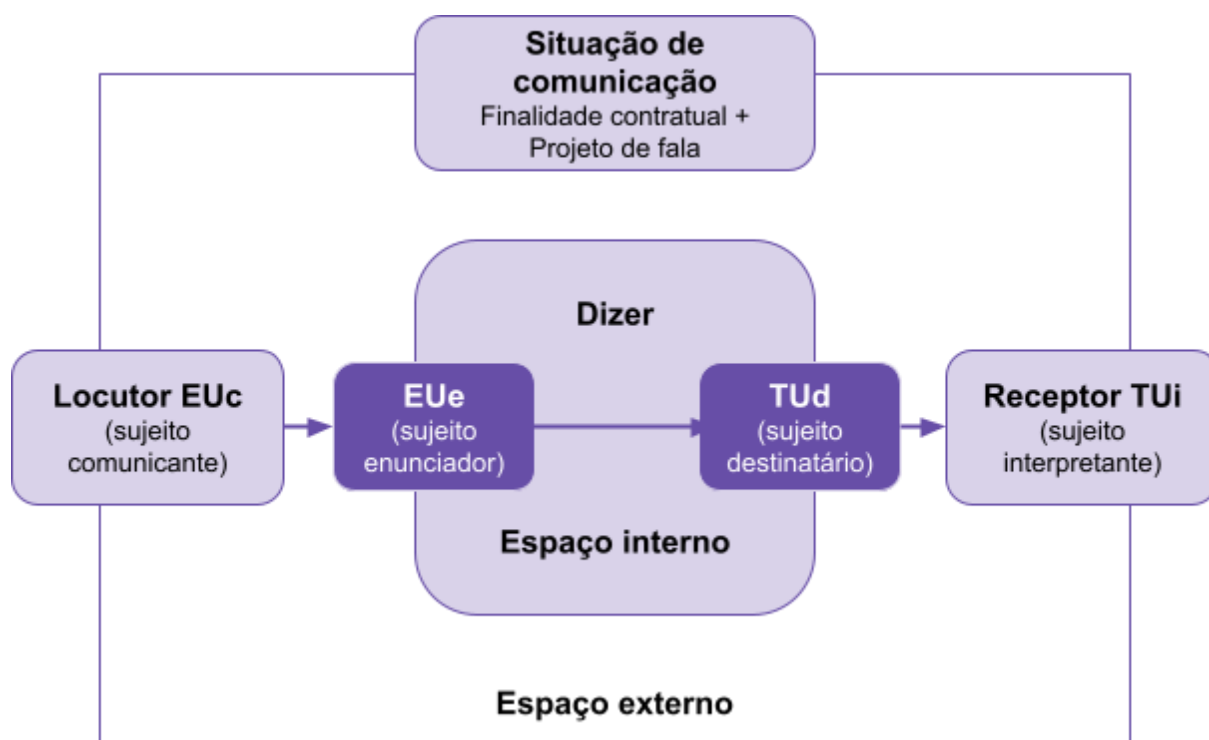 Situação de
comunicação
Finalidade contratual +
Projeto de fala
Dizer
Locutor EUc
(sujeito
comunicante)
EUe
(sujeito
enunciador)
TUd
(sujeito
destinatário)
Receptor TUi
(sujeito
interpretante)
Espaço interno
Espaço externo